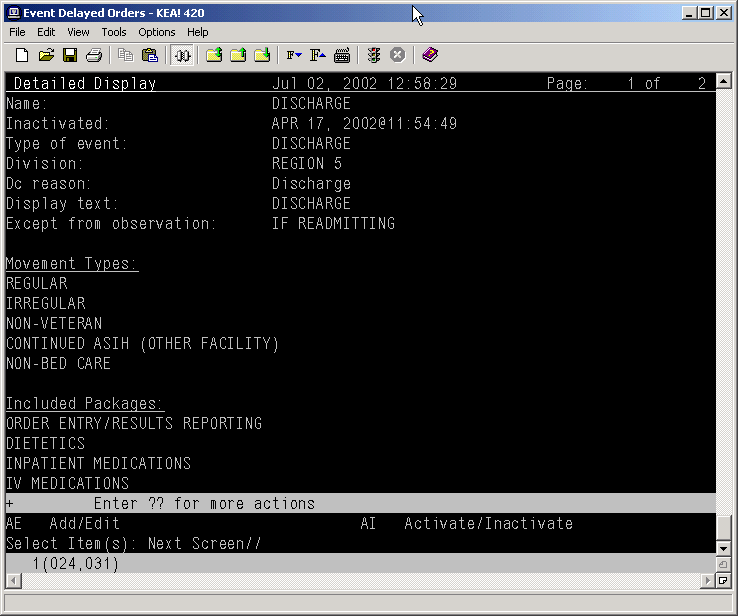 Event Delayed Orders - KEA! 420
File Edit View Tools Options Help
Detailed Display Jul 02, 2002 12:58:29 Page: 1 of 2
Name: DISCHARGE
Inactivated: APR 17, 2002@11:54:49
Type of event: DISCHARGE
Division: REGION 5
Dc reason: Discharge
Display text: DISCHARGE
Except from observation: IF READMITTING
Movement Types:
REGULAR
IRREGULAR
NON-VETERAN
CONTINUED ASIH (OTHER FACILITY)
NON-BED CARE
Included Packages:
ORDER ENTRY/RESULTS REPORTING
DIETETICS
INPATIENT MEDICATIONS
IV MEDICATIONS
+ Enter ?? for more actions
AE Add/Edit AI Activate/Inactivate
Select Item(s): Next Screen//
1(024,031)